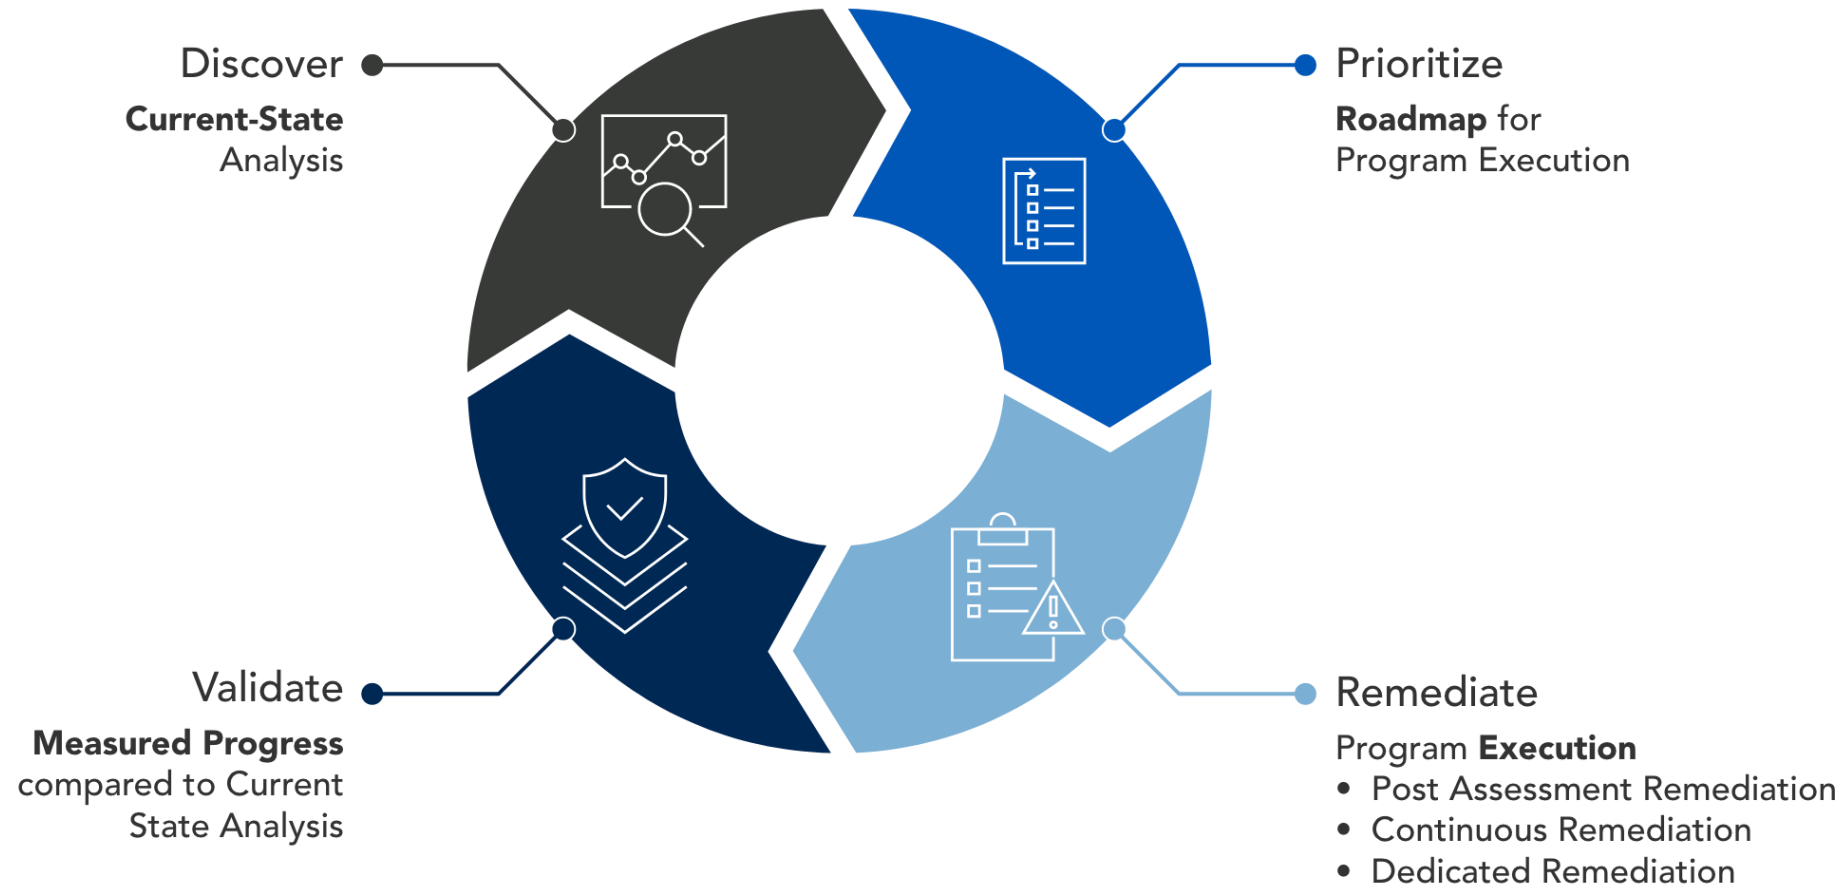 Discover
Current-State
Analysis
Prioritize
Roadmap for
Program Execution
Validate
Measured Progress
compared to Current
State Analysis
Remediate
Program Execution
• Post Assessment Remediation
• Continuous Remediation
• Dedicated Remediation